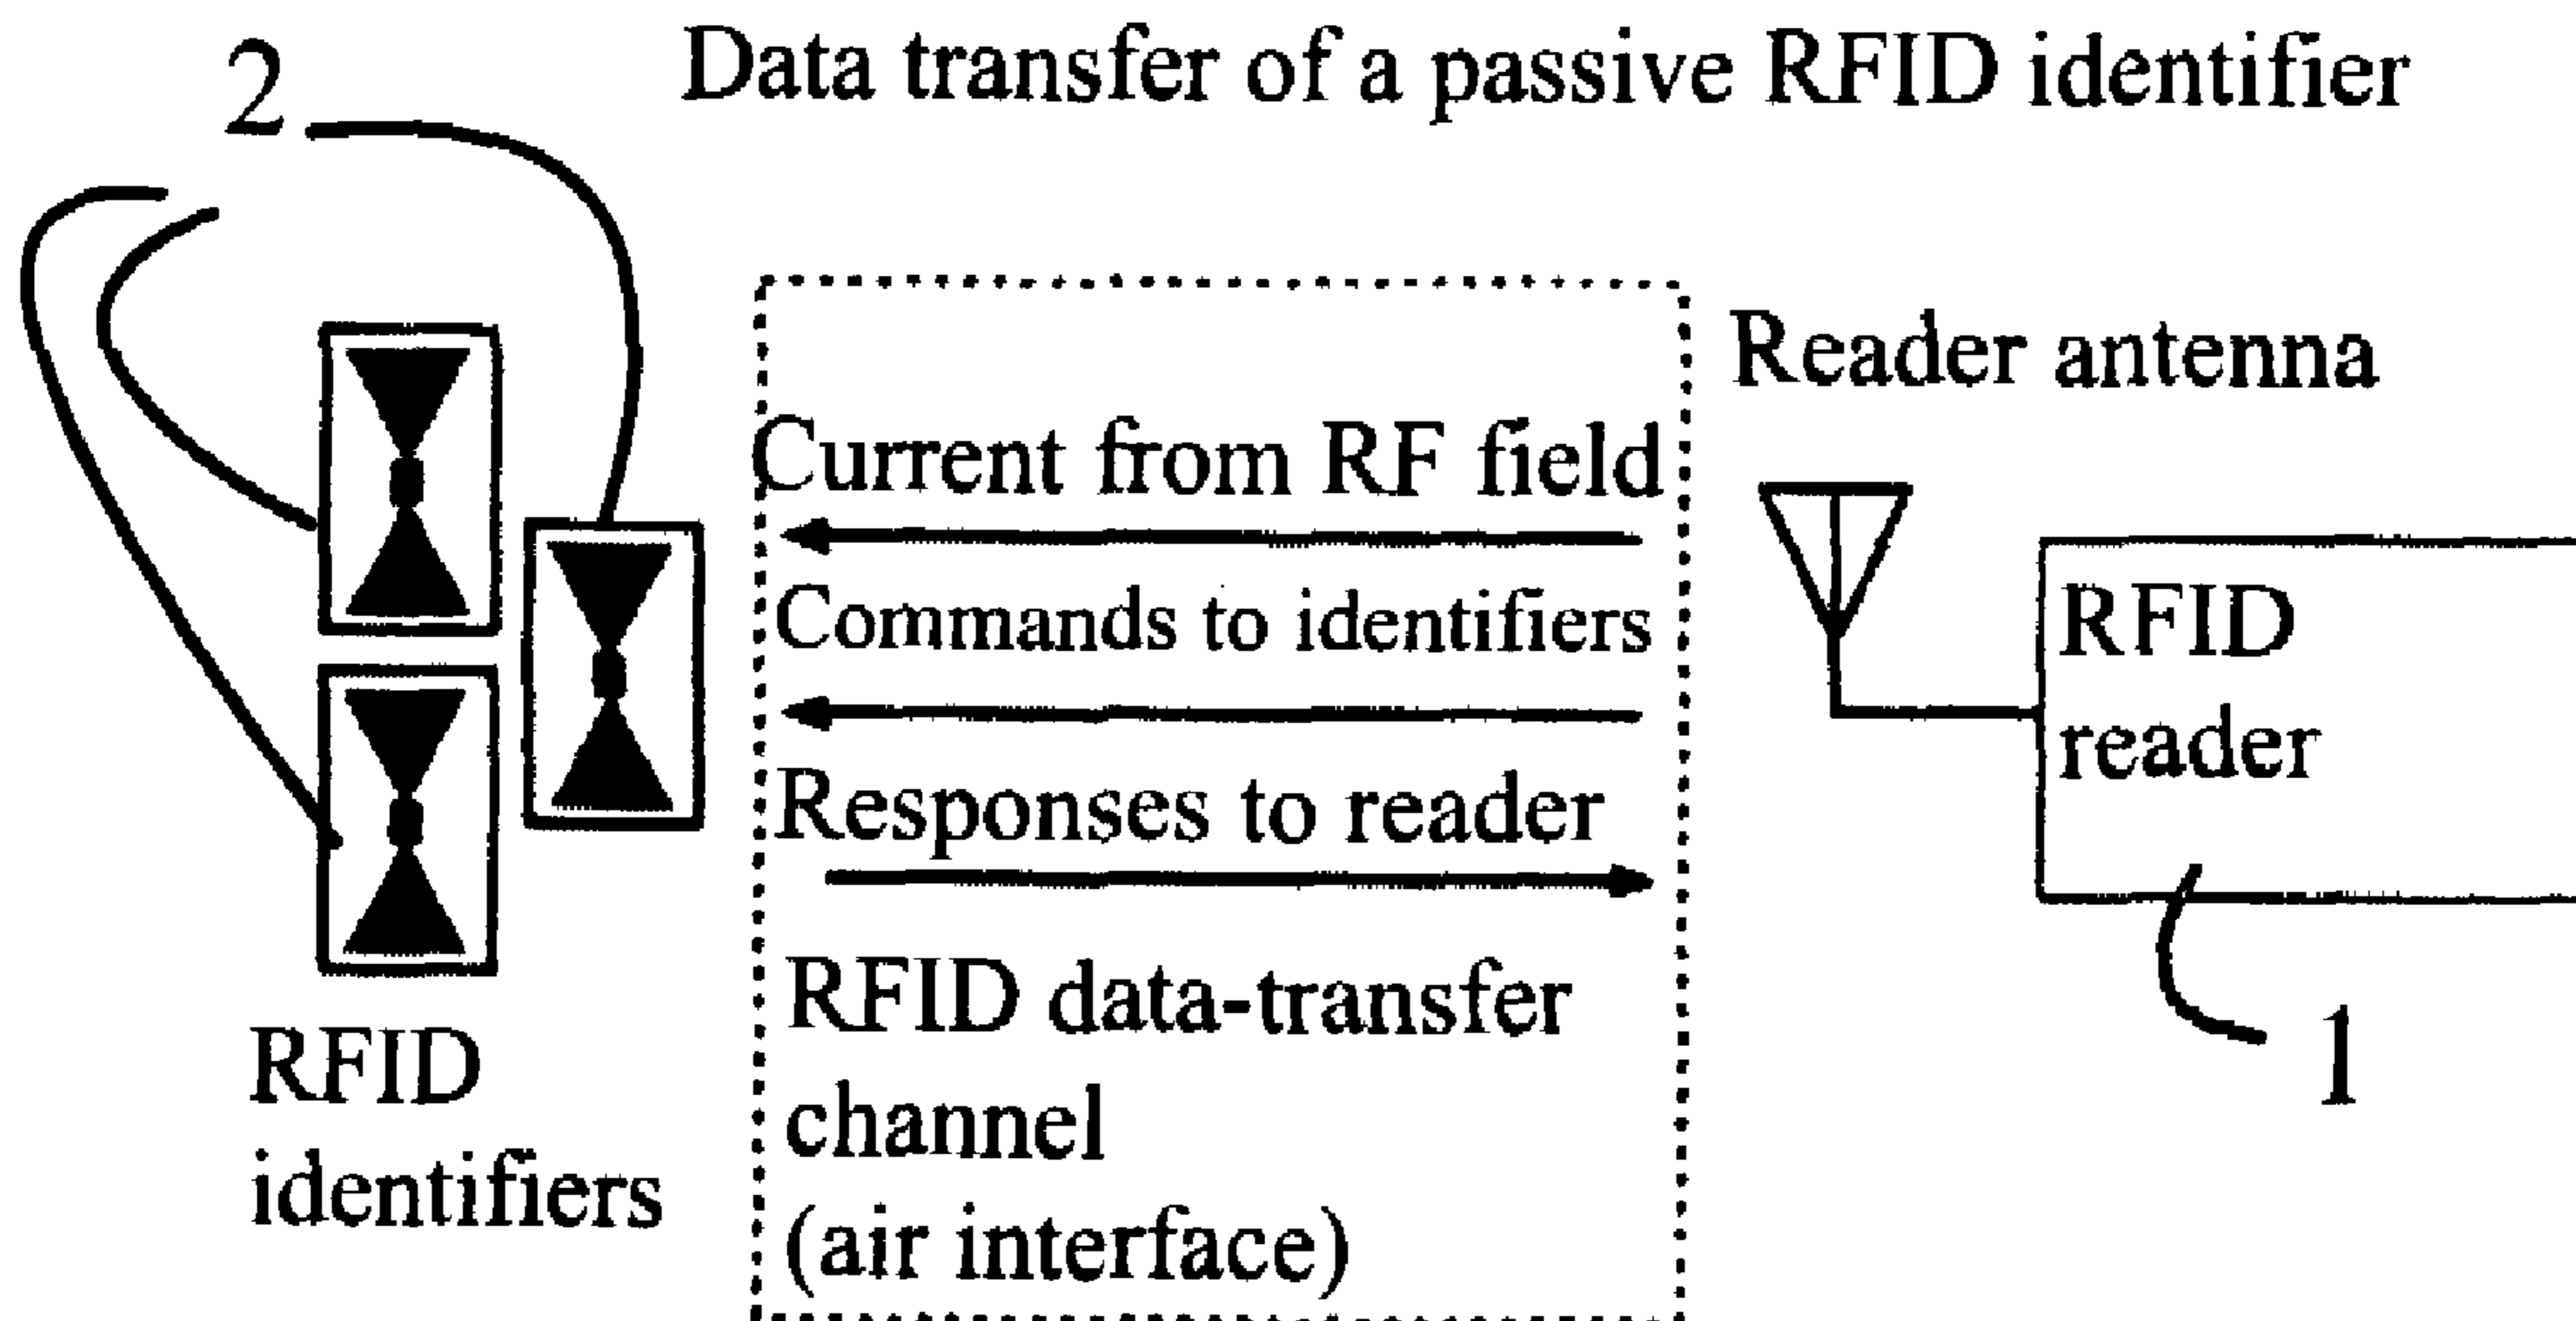 2
Data transfer of a passive RFID identifier
Reader antenna
Current from RF field
Commands to identifiers
RFID
reader
Responses to reader
RFID data-transfer
channel
(air interface)
1
RFID
identifiers